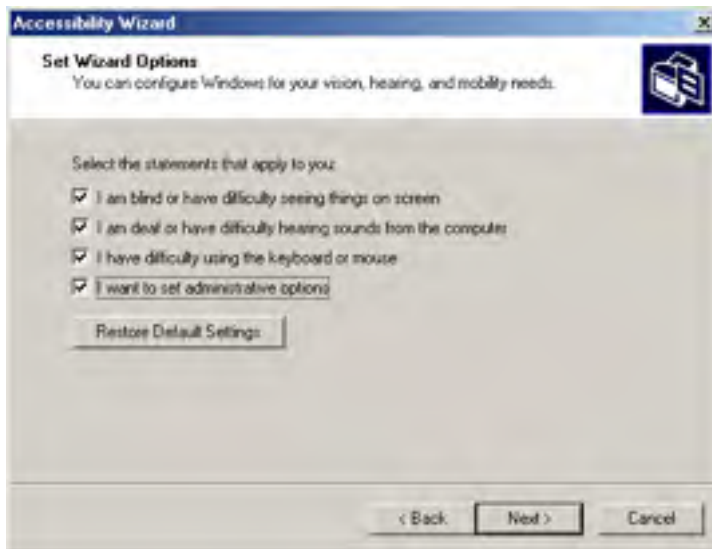 Accessibility Wizard
Set Wizard Options
You can configure Windows for your vision, hearing, and mobility needs.
Select the statements that apply to you:
I am blind or have difficulty seeing things on screen
I am deaf or have difficulty hearing sounds from the computer
I have difficulty using the keyboard or mouse
I want to set administrative options
Restore Default Settings
< Back Next > Cancel